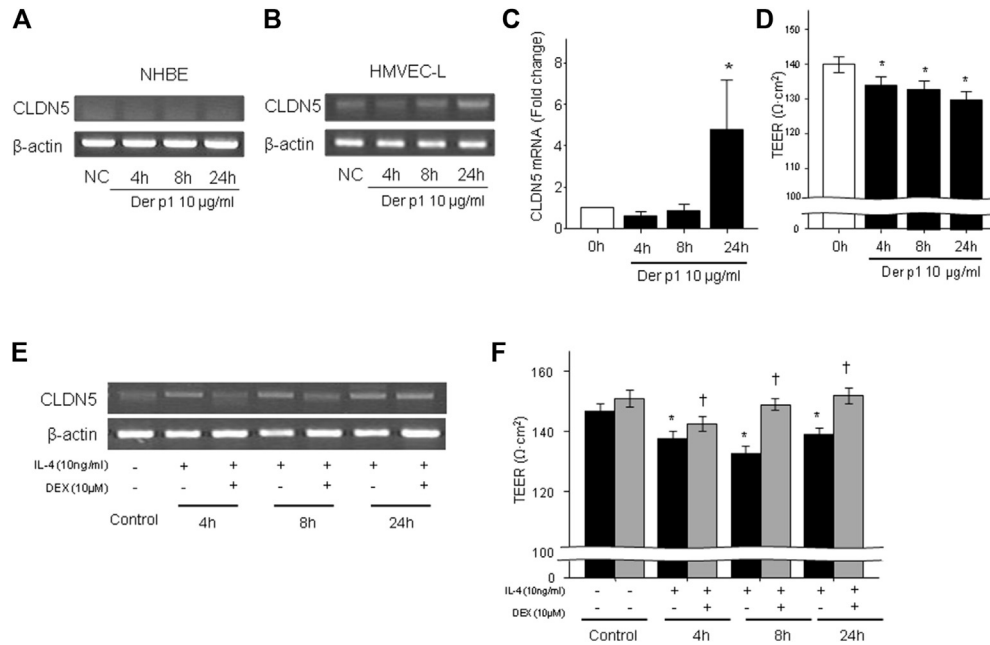 A
NHBE
CLDN5
β-actin
NC 4h 8h 24h
Der p1 10 µg/ml
B
HMVEC-L
CLDN5
β-actin
NC 4h 8h 24h
Der p1 10 µg/ml
C
CLDN5 mRNA (Fold change)
8
6
4
2
0
*
0h 4h 8h 24h
Der p1 10 µg/ml
D
TEER (Ω·cm²)
150
140
130
120
110
100
0
* * *
0h 4h 8h 24h
Der p1 10 µg/ml
E
CLDN5
β-actin
IL-4 (10ng/ml) - + + + + + +
DEX (10µM) - - + - + - +
Control 4h 8h 24h
F
TEER (Ω·cm²)
160
140
120
100
0
* † * † * †
IL-4 (10ng/ml) - - + + + + + +
DEX (10µM) - - - + - + - +
Control 4h 8h 24h